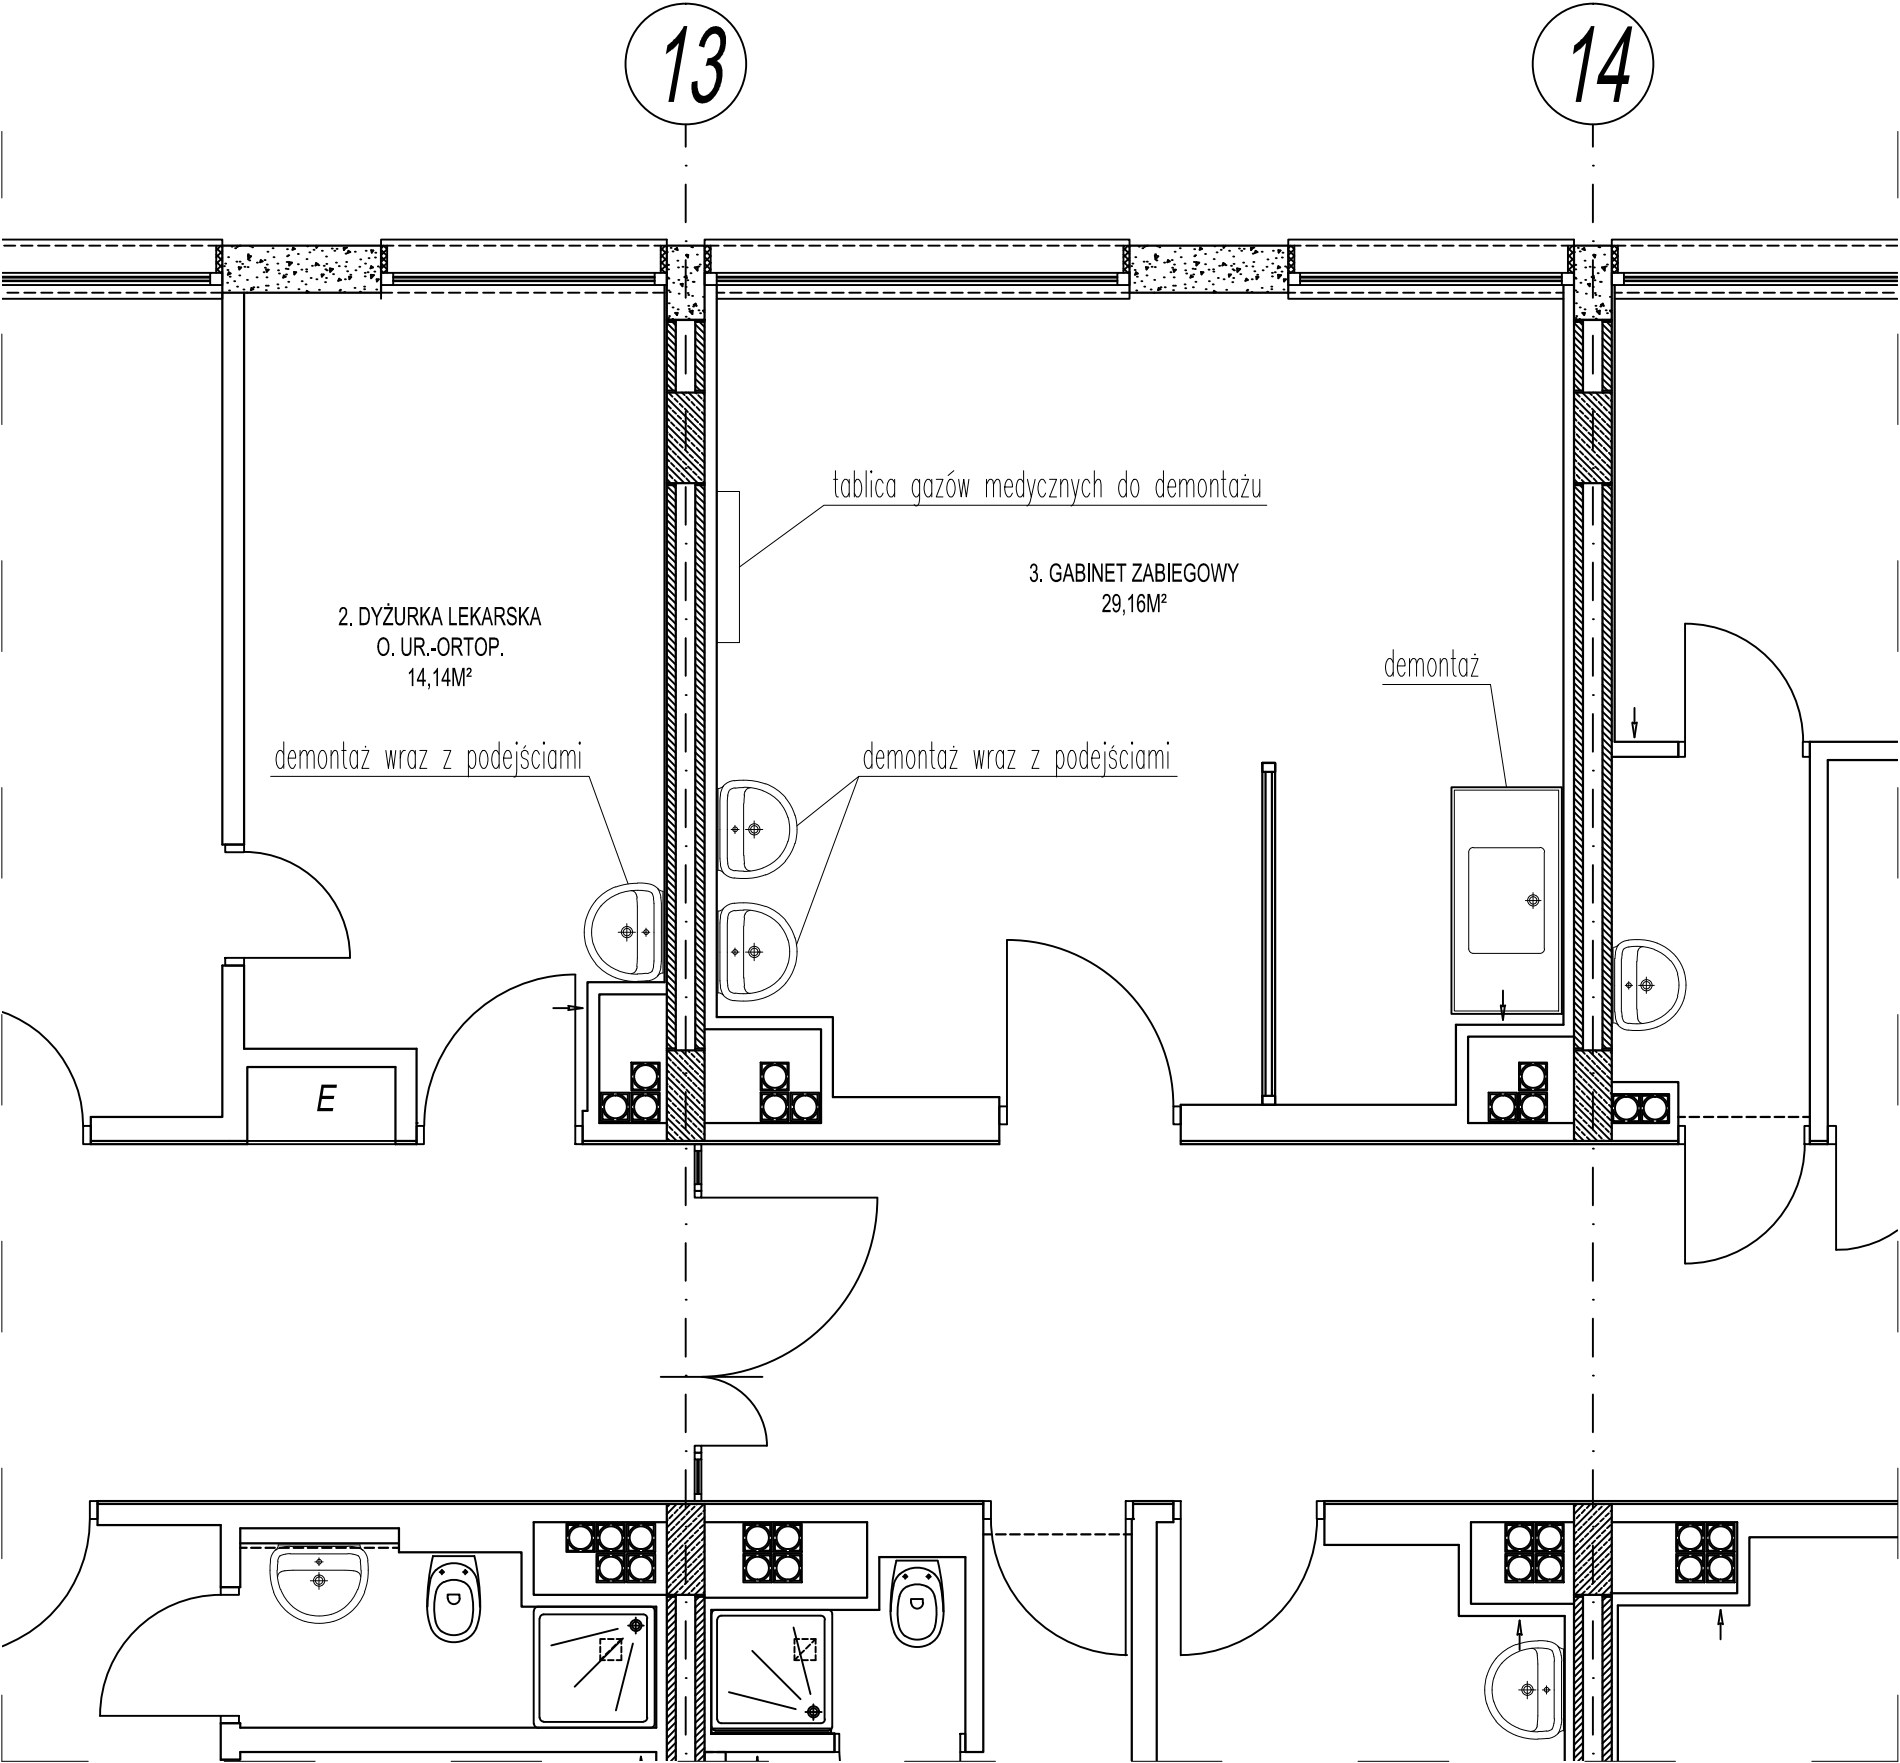 13
14
tablica gazów medycznych do demontażu
3. GABINET ZABIEGOWY
29,16M²
2. DYŻURKA LEKARSKA
O. UR.-ORTOP.
14,14M²
demontaż
demontaż wraz z podejściami
demontaż wraz z podejściami
E